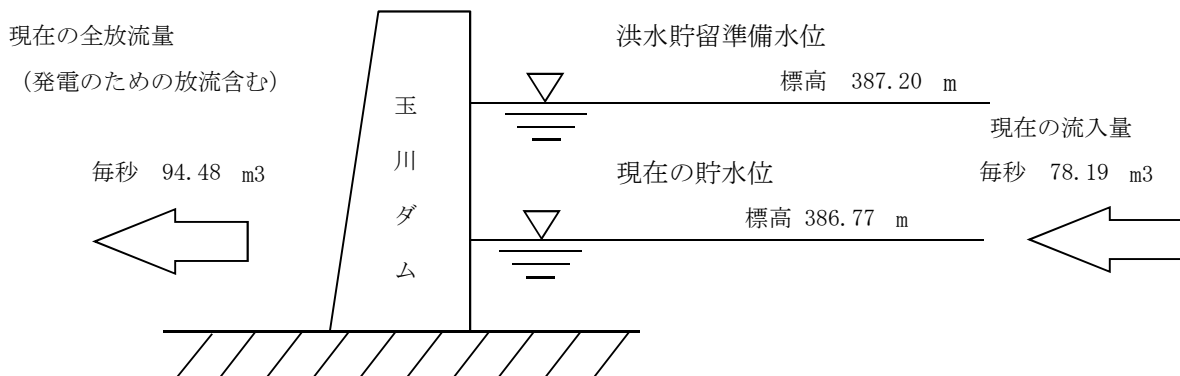 現在の全放流量
（発電のための放流含む）
毎秒 94.48 m3
玉川ダム
洪水貯留準備水位
標高 387.20 m
現在の貯水位
標高 386.77 m
現在の流入量
毎秒 78.19 m3